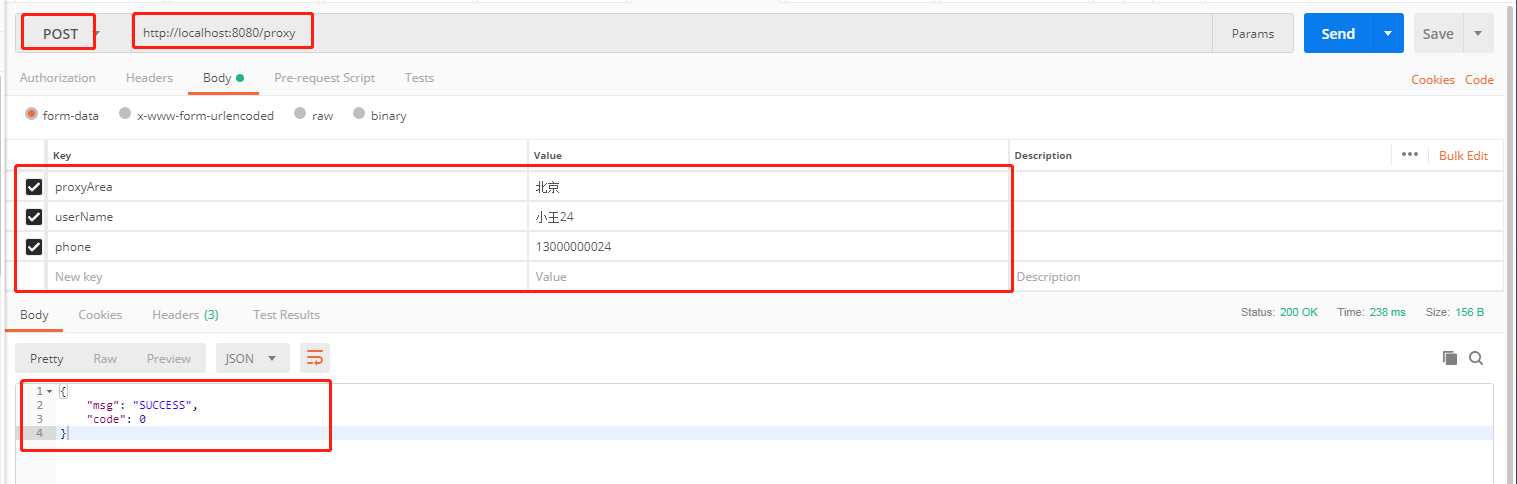 POST http://localhost:8080/proxy Params Send Save
Authorization Headers Body Pre-request Script Tests Cookies Code
form-data x-www-form-urlencoded raw binary
Key Value Description ••• Bulk Edit
proxyArea 北京
userName 小王24
phone 13000000024
New key Value Description
Body Cookies Headers (3) Test Results Status: 200 OK Time: 238 ms Size: 156 B
Pretty Raw Preview JSON
1 {
2 "msg": "SUCCESS",
3 "code": 0
4 }